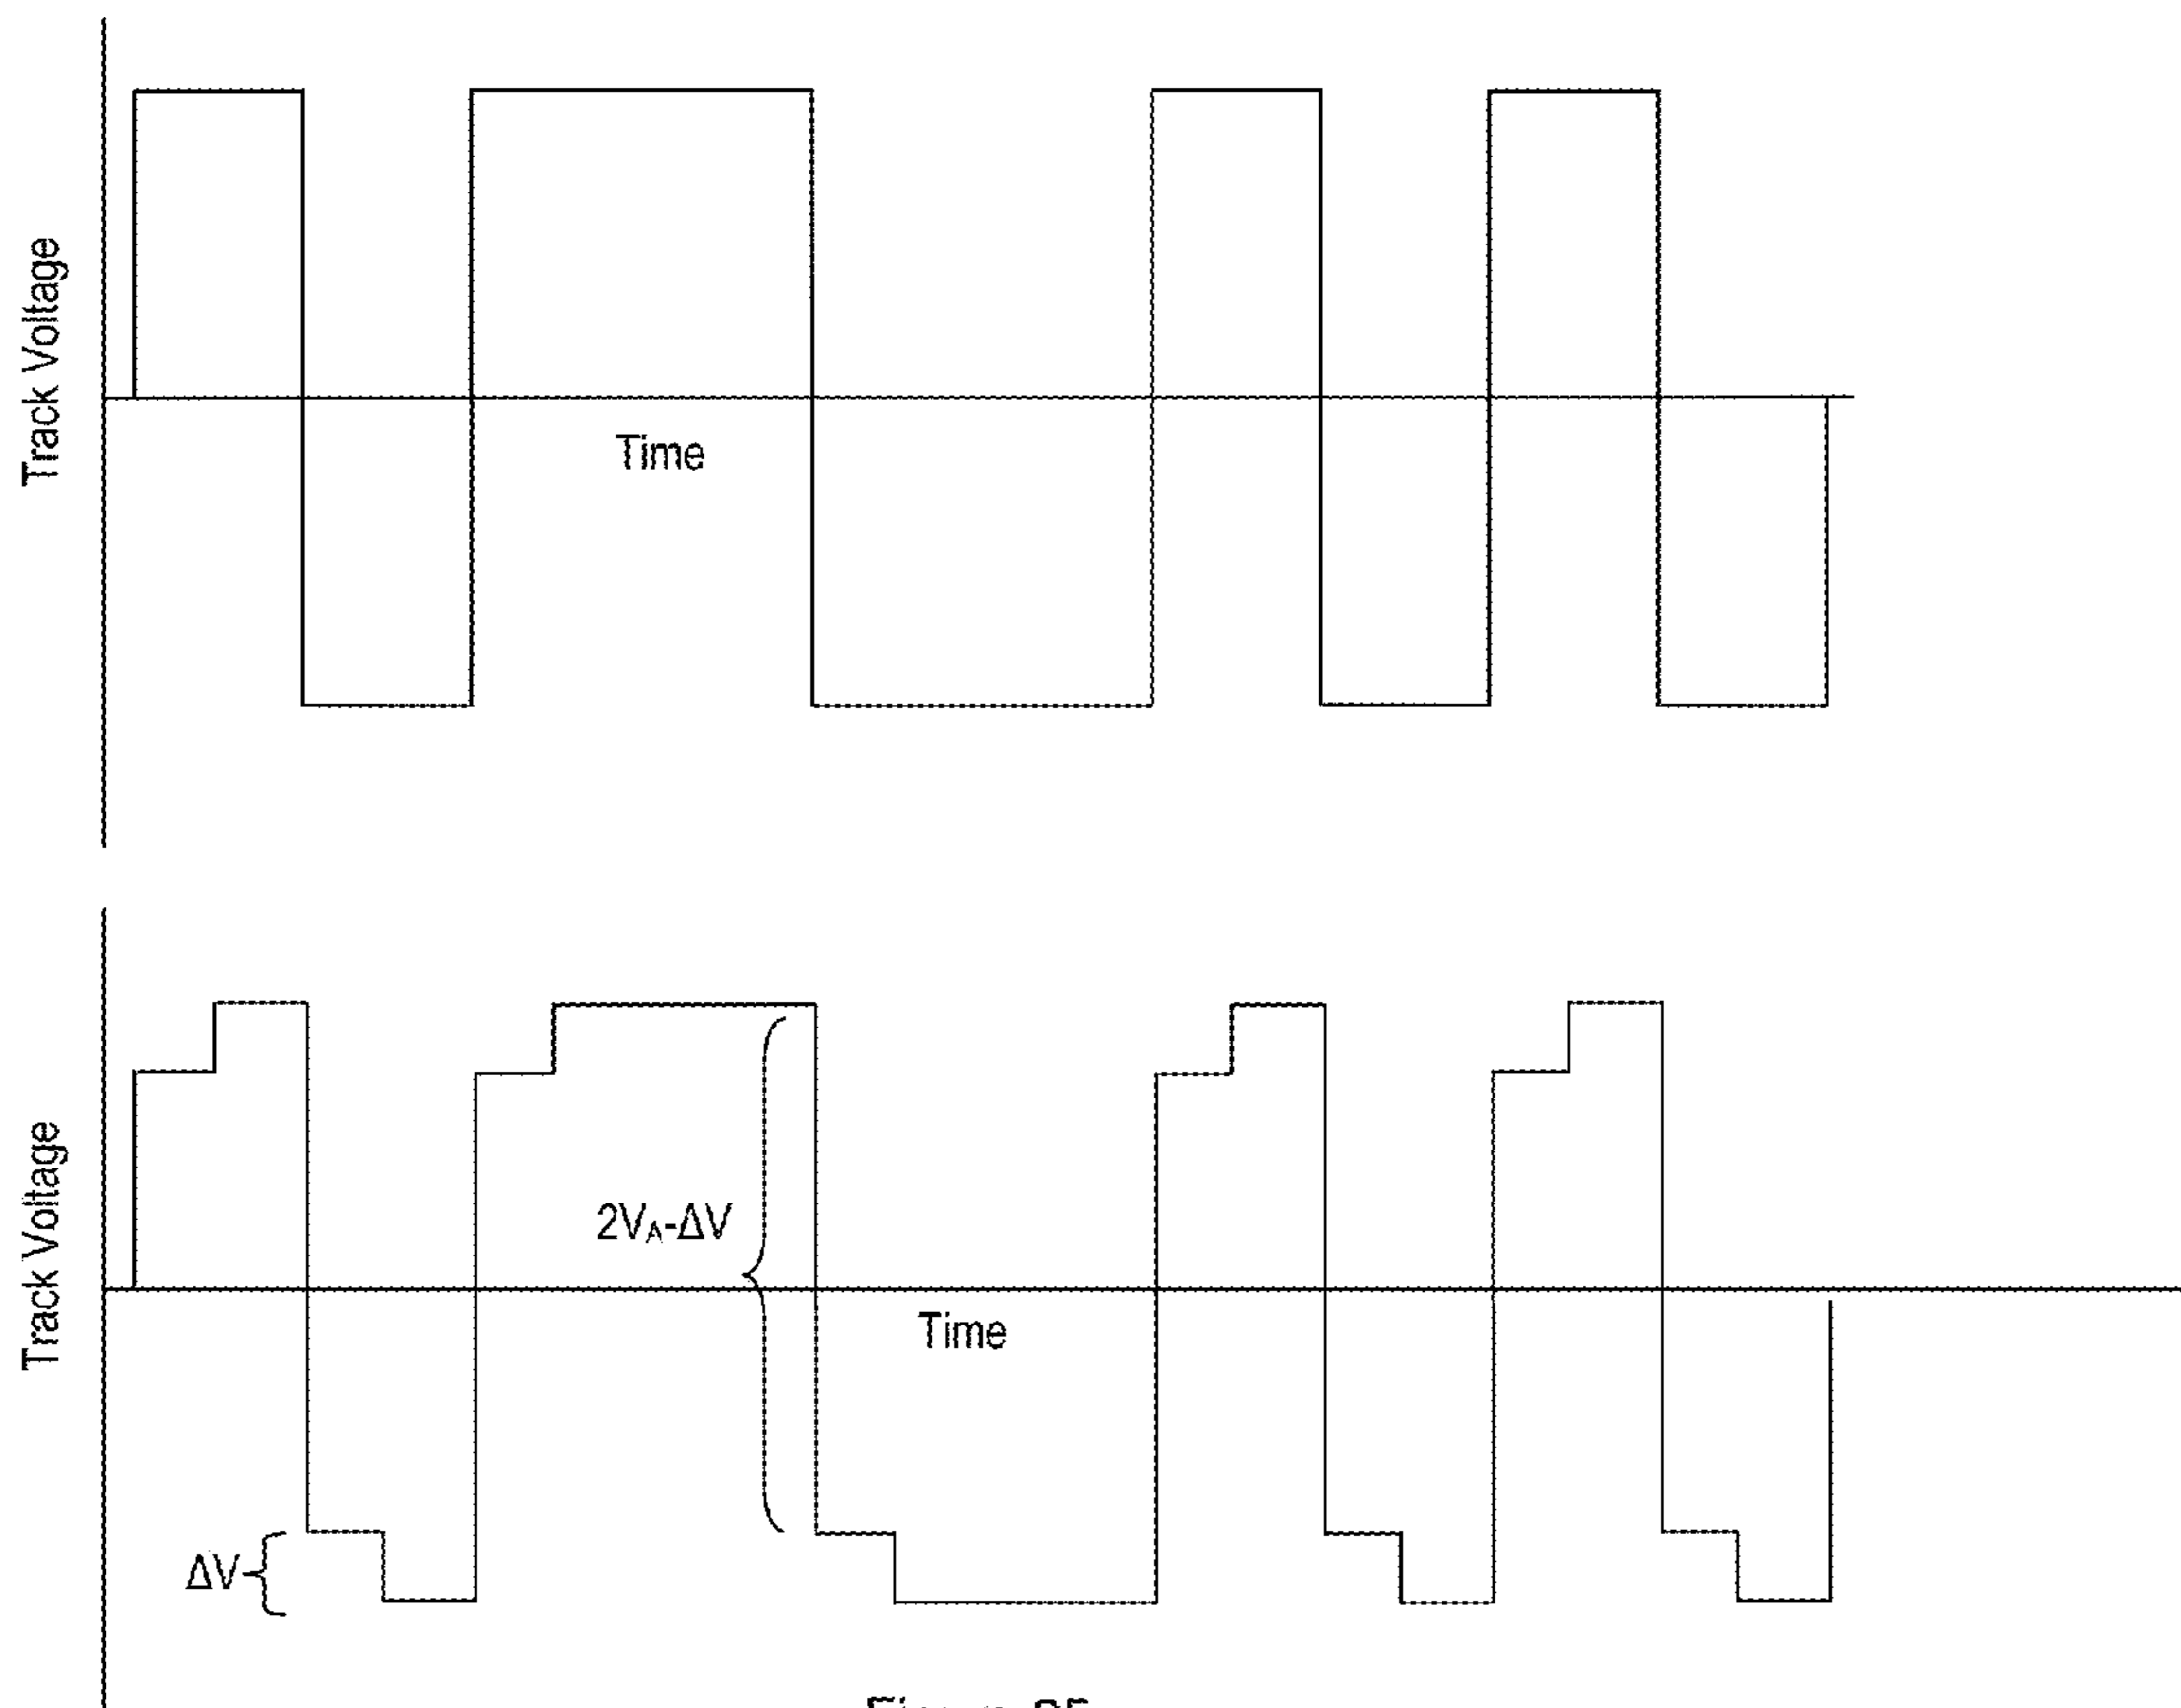 Track Voltage
Time
Track Voltage
2VA-ΔV
Time
ΔV